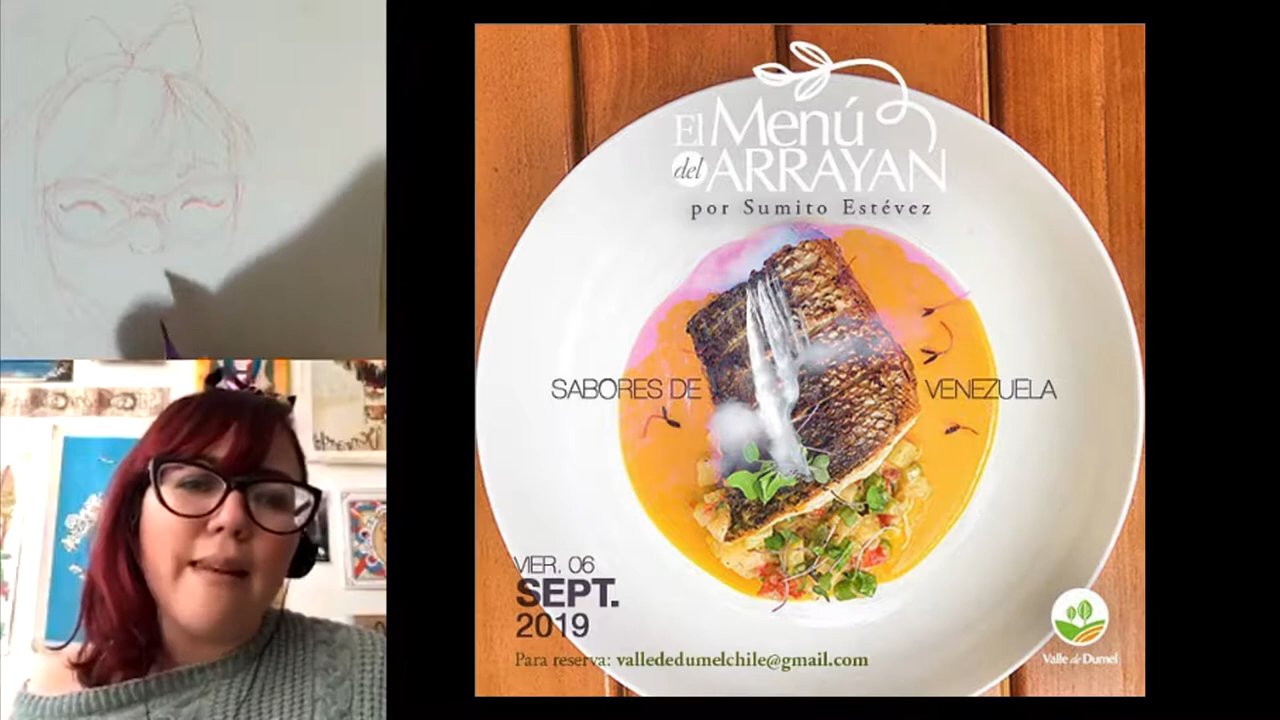 El Menú
del ARRAYAN
por Sumito Estévez
SABORES DE VENEZUELA
VIER. 06
SEPT.
2019
Para reserva: vallededumelchile@gmail.com
Valle de Dumel